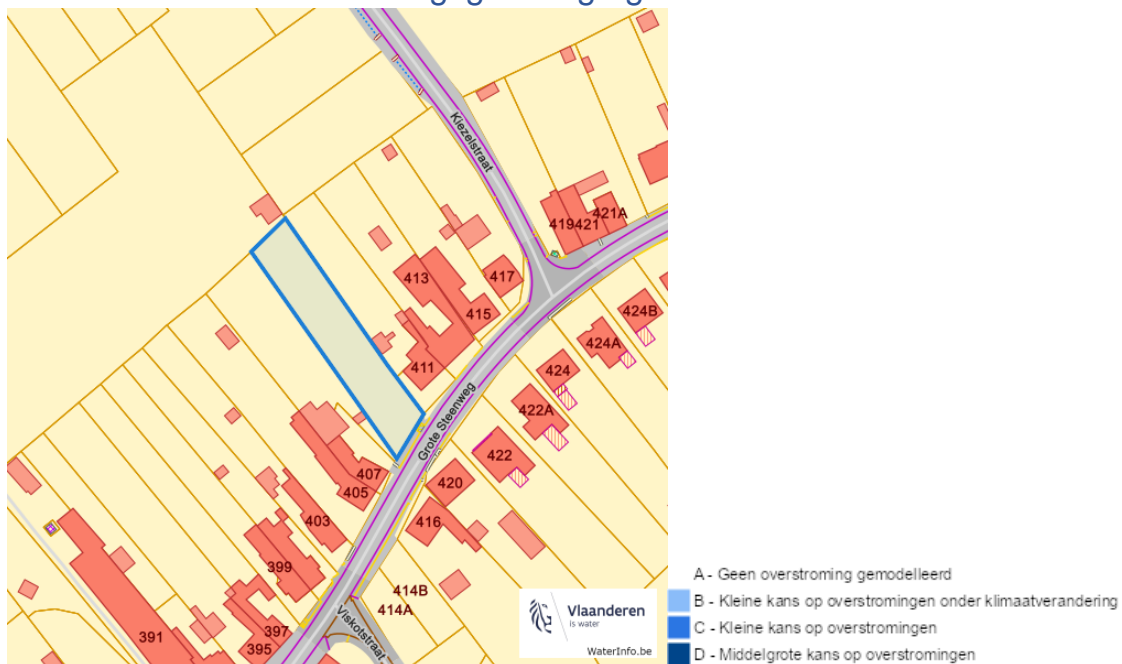 Kiezelstraat
419
421
421A
413
417
415
424B
424A
411
424
Grote Steenweg
422A
422
407
405
420
403
416
399
414B
414A
391
397
395
Viskotstraat
Vlaanderen
is water
WaterInfo.be
A - Geen overstroming gemodelleerd
B - Kleine kans op overstromingen onder klimaatverandering
C - Kleine kans op overstromingen
D - Middelgrote kans op overstromingen